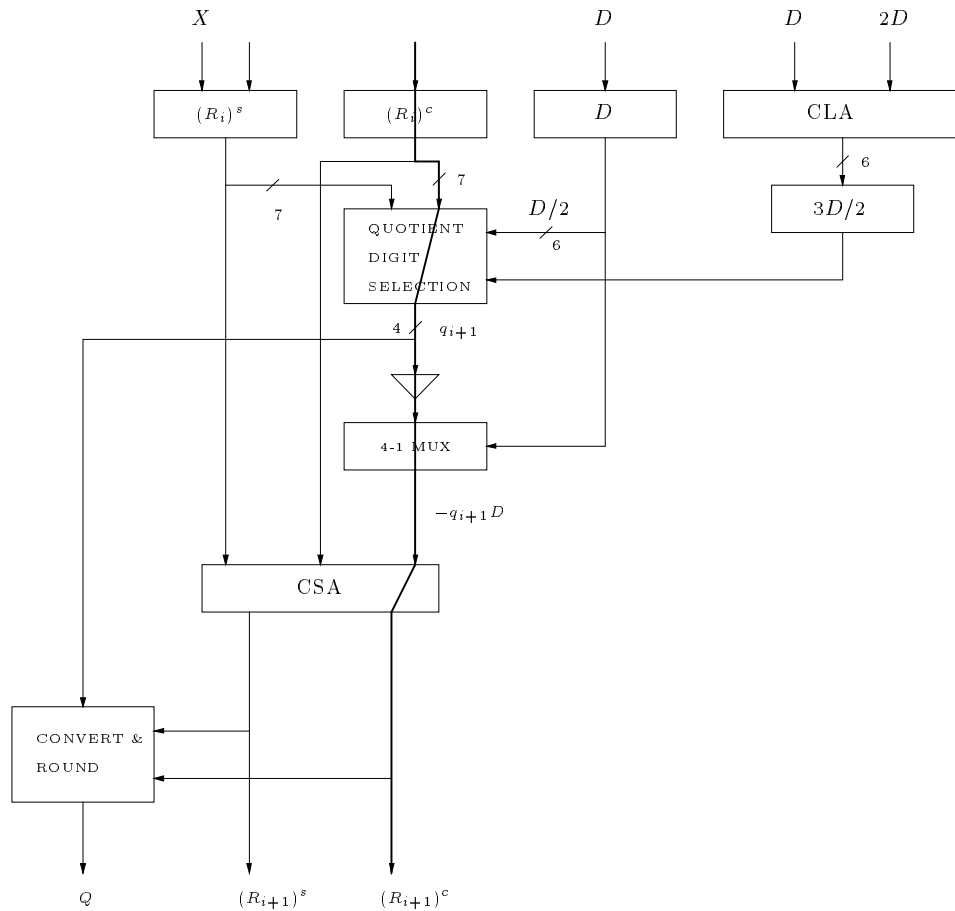 X D D 2D
(R_i)^s (R_i)^c D CLA
6
7
3D/2
7
D/2
6
QUOTIENT
DIGIT
SELECTION
4 q_{i+1}
4-1 MUX
−q_{i+1}D
CSA
CONVERT &
ROUND
Q (R_{i+1})^s (R_{i+1})^c